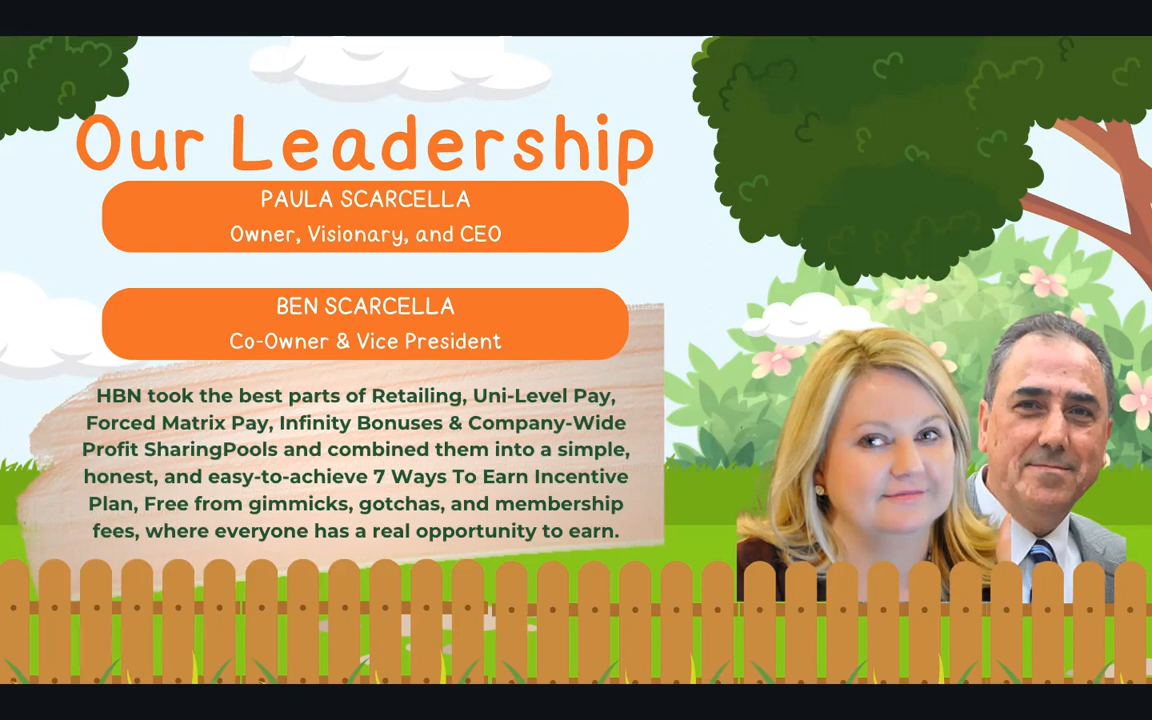 Our Leadership
PAULA SCARCELLA
Owner, Visionary, and CEO
BEN SCARCELLA
Co-Owner & Vice President
HBN took the best parts of Retailing, Uni-Level Pay,
Forced Matrix Pay, Infinity Bonuses & Company-Wide
Profit SharingPools and combined them into a simple,
honest, and easy-to-achieve 7 Ways To Earn Incentive
Plan, Free from gimmicks, gotchas, and membership
fees, where everyone has a real opportunity to earn.